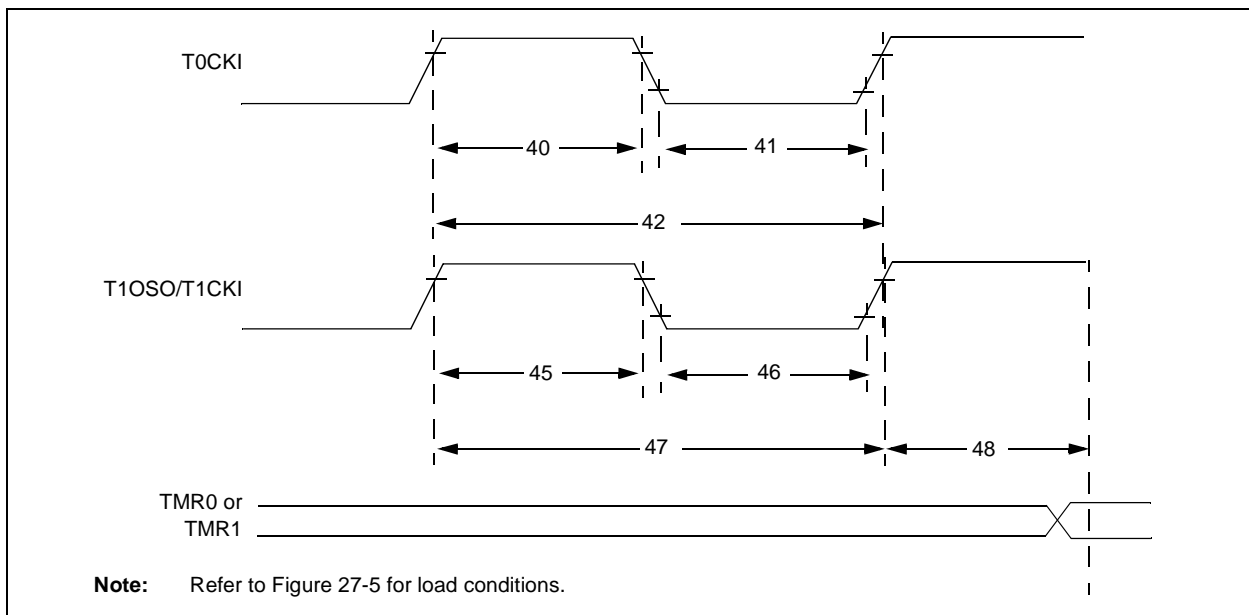 T0CKI
40
41
42
T1OSO/T1CKI
45
46
47
48
TMR0 or
TMR1
Note: Refer to Figure 27-5 for load conditions.